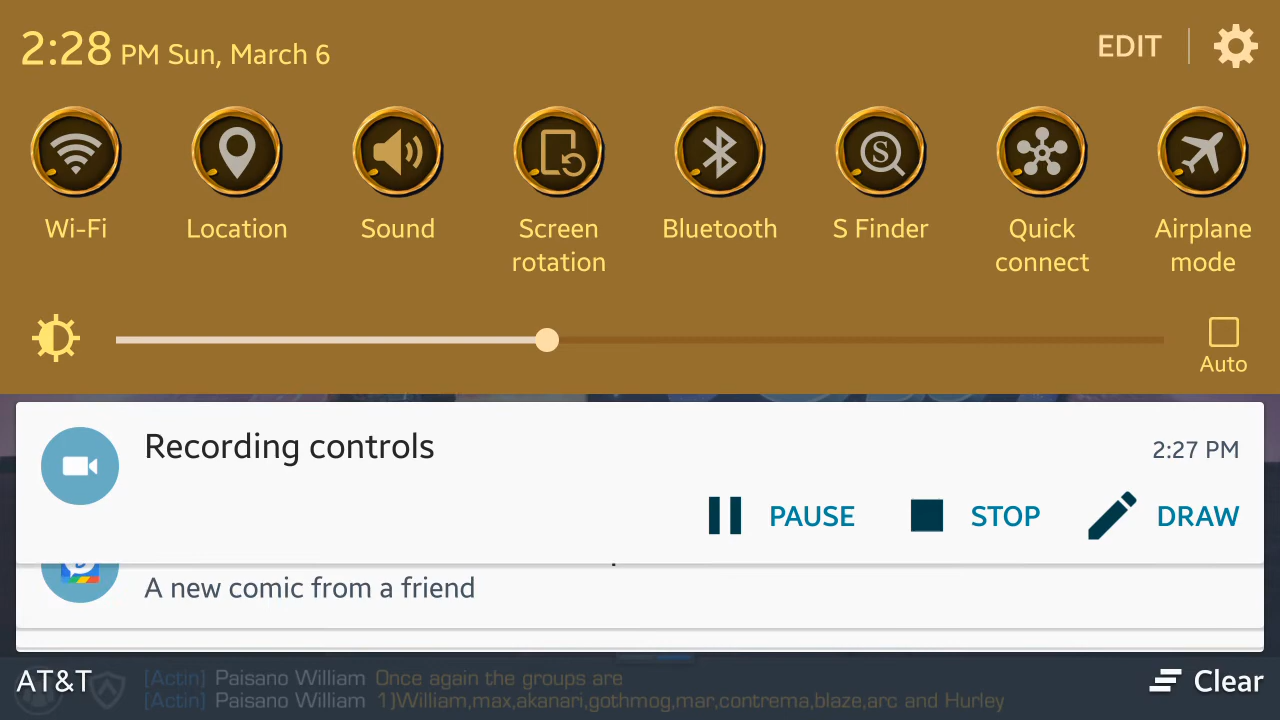 2:28 PM Sun, March 6
EDIT
Wi-Fi
Location
Sound
Screen
rotation
Bluetooth
S Finder
Quick
connect
Airplane
mode
Auto
Recording controls
2:27 PM
PAUSE
STOP
DRAW
A new comic from a friend
AT&T
[Actin] Paisano William Once again the groups are
[Actin] Paisano William 1)William,max,akanari,gothmog,mar,contrema,blaze,arc and Hurley
Clear